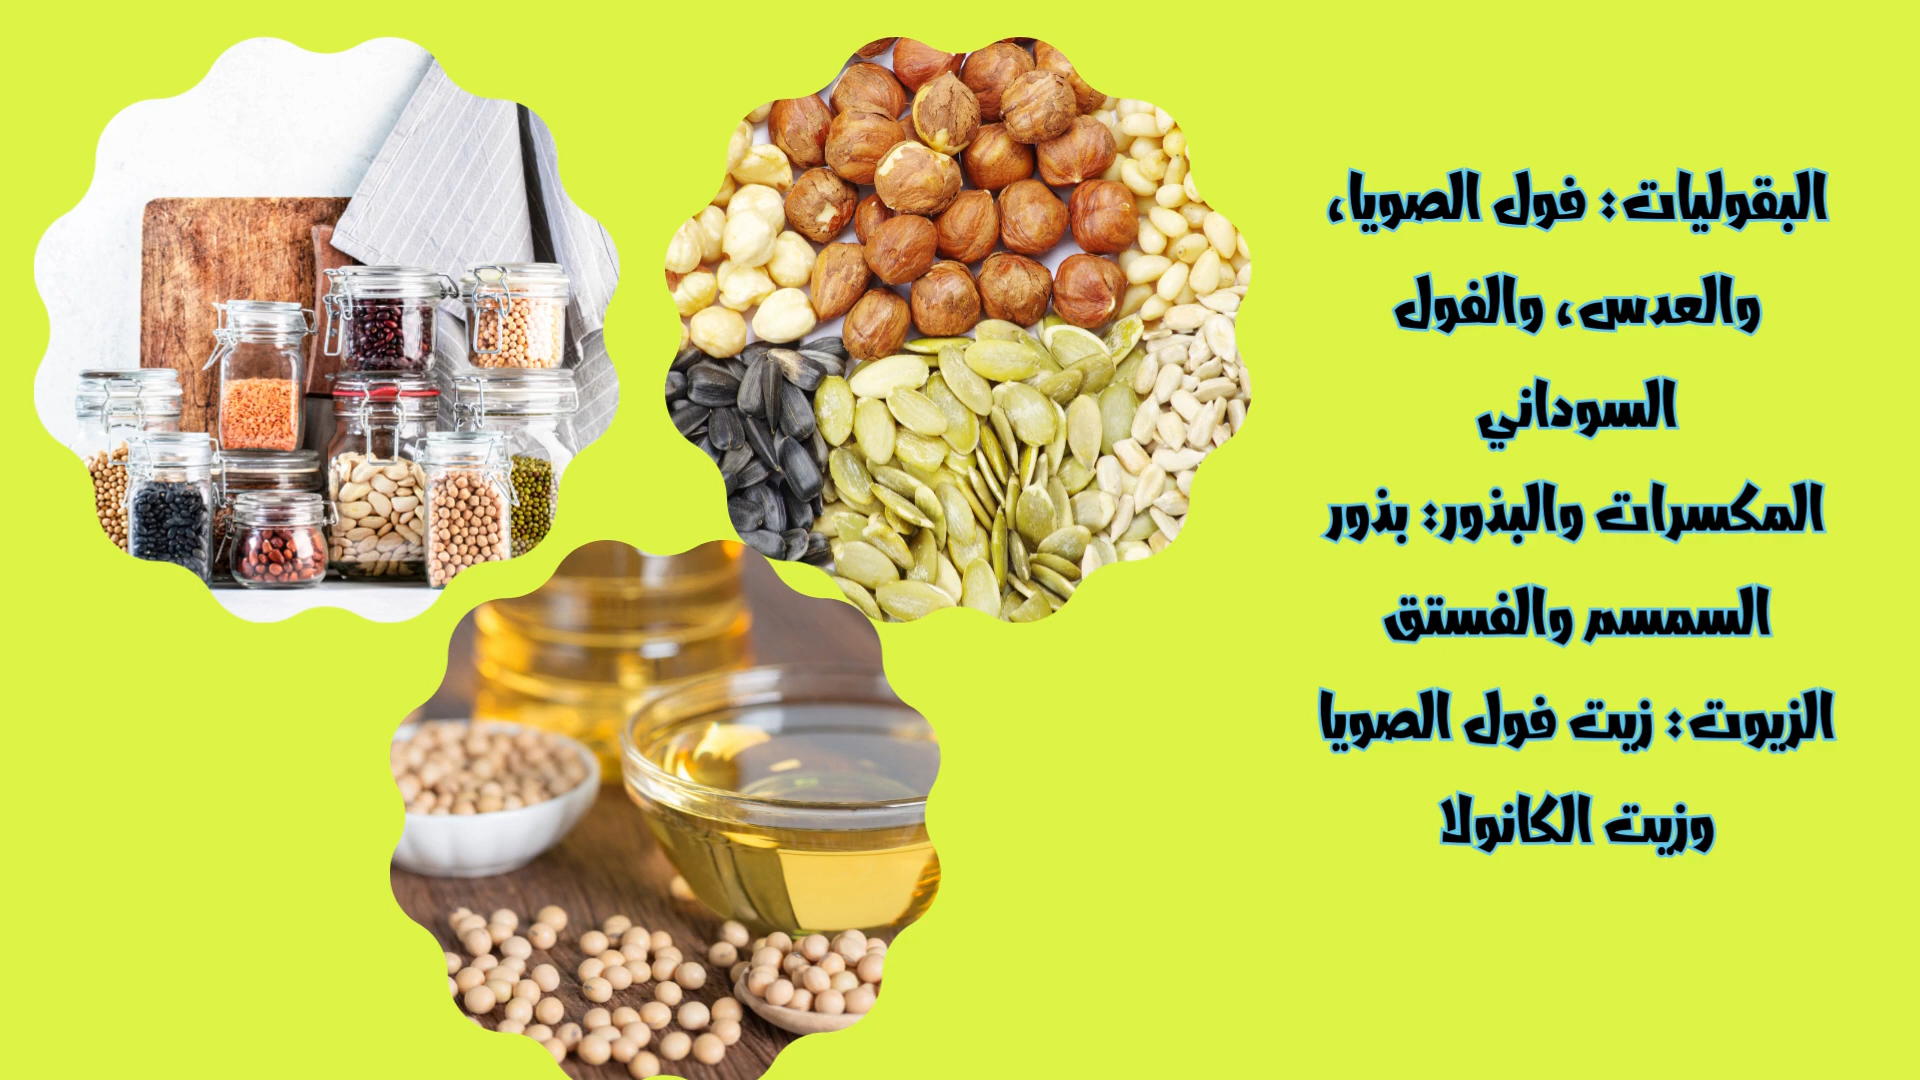 البقوليات: فول الصويا،
والعدس، والفول
السوداني
المكسرات والبذور: بذور
السمسم والفستق
الزيوت: زيت فول الصويا
وزيت الكانولا